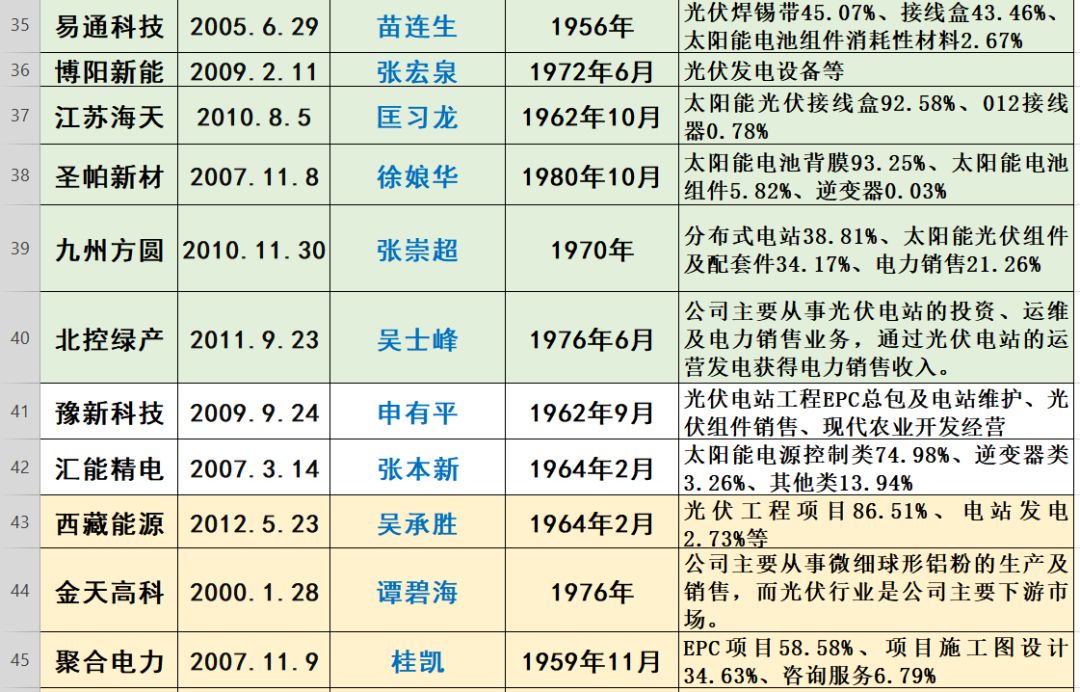 35 易通科技 2005.6.29 苗连生 1956年 光伏焊锡带45.07%、接线盒43.46%、
太阳能电池组件消耗性材料2.67%
36 博阳新能 2009.2.11 张宏泉 1972年6月 光伏发电设备等
37 江苏海天 2010.8.5 匡习龙 1962年10月 太阳能光伏接线盒92.58%、012接线
器0.78%
38 圣帕新材 2007.11.8 徐娘华 1980年10月 太阳能电池背膜93.25%、太阳能电池
组件5.82%、逆变器0.03%
39 九州方圆 2010.11.30 张崇超 1970年 分布式电站38.81%、太阳能光伏组件
及配套件34.17%、电力销售21.26%
40 北控绿产 2011.9.23 吴士峰 1976年6月 公司主要从事光伏电站的投资、运维
及电力销售业务，通过光伏电站的运
营发电获得电力销售收入。
41 豫新科技 2009.9.24 申有平 1962年9月 光伏电站工程EPC总包及电站维护、光
伏组件销售、现代农业开发经营
42 汇能精电 2007.3.14 张本新 1964年2月 太阳能电源控制类74.98%、逆变器类
3.26%、其他类13.94%
43 西藏能源 2012.5.23 吴承胜 1964年2月 光伏工程项目86.51%、电站发电
2.73%等
44 金天高科 2000.1.28 谭碧海 1976年 公司主要从事微细球形铝粉的生产及
销售，而光伏行业是公司主要下游市
场。
45 聚合电力 2007.11.9 桂凯 1959年11月 EPC项目58.58%、项目施工图设计
34.63%、咨询服务6.79%